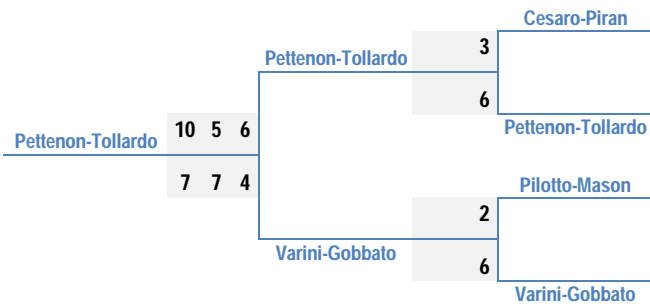 Cesaro-Piran
3
Pettenon-Tollardo
6
Pettenon-Tollardo
10 5 6
Pettenon-Tollardo
7 7 4
Pilotto-Mason
2
Varini-Gobbato
6
Varini-Gobbato